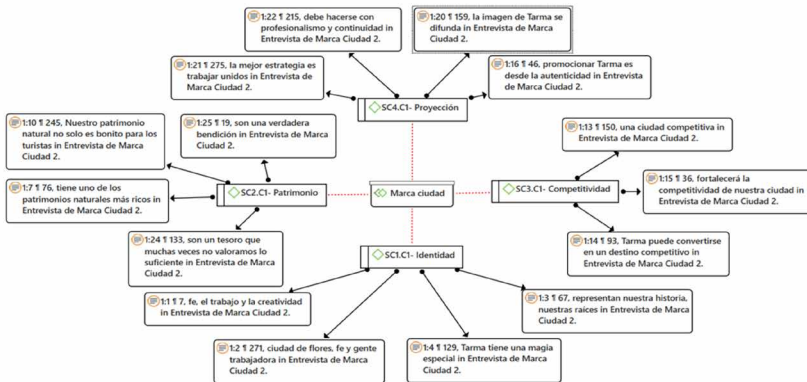 1:22 ¶ 215, debe hacerse con
profesionalismo y continuidad in
Entrevista de Marca Ciudad 2.
1:20 ¶ 159, la imagen de Tarma se
difunda in Entrevista de Marca
Ciudad 2.
1:21 ¶ 275, la mejor estrategia es
trabajar unidos in Entrevista de
Marca Ciudad 2.
1:16 ¶ 46, promocionar Tarma es
desde la autenticidad in Entrevista
de Marca Ciudad 2.
SC4.C1- Proyección
1:10 ¶ 245, Nuestro patrimonio
natural no solo es bonito para los
turistas in Entrevista de Marca
Ciudad 2.
1:25 ¶ 19, son una verdadera
bendición in Entrevista de Marca
Ciudad 2.
1:13 ¶ 150, una ciudad competitiva in
Entrevista de Marca Ciudad 2.
1:7 ¶ 76, tiene uno de los
patrimonios naturales más ricos in
Entrevista de Marca Ciudad 2.
SC2.C1- Patrimonio
Marca ciudad
SC3.C1- Competitividad
1:15 ¶ 36, fortalecerá la
competitividad de nuestra ciudad in
Entrevista de Marca Ciudad 2.
1:24 ¶ 133, son un tesoro que
muchas veces no valoramos lo
suficiente in Entrevista de Marca
Ciudad 2.
1:14 ¶ 93, Tarma puede convertirse
en un destino competitivo in
Entrevista de Marca Ciudad 2.
SC1.C1- Identidad
1:1 ¶ 7, fe, el trabajo y la creatividad
in Entrevista de Marca Ciudad 2.
1:3 ¶ 67, representan nuestra historia,
nuestras raíces in Entrevista de Marca
Ciudad 2.
1:2 ¶ 271, ciudad de flores, fe y gente
trabajadora in Entrevista de Marca
Ciudad 2.
1:4 ¶ 129, Tarma tiene una magia
especial in Entrevista de Marca
Ciudad 2.